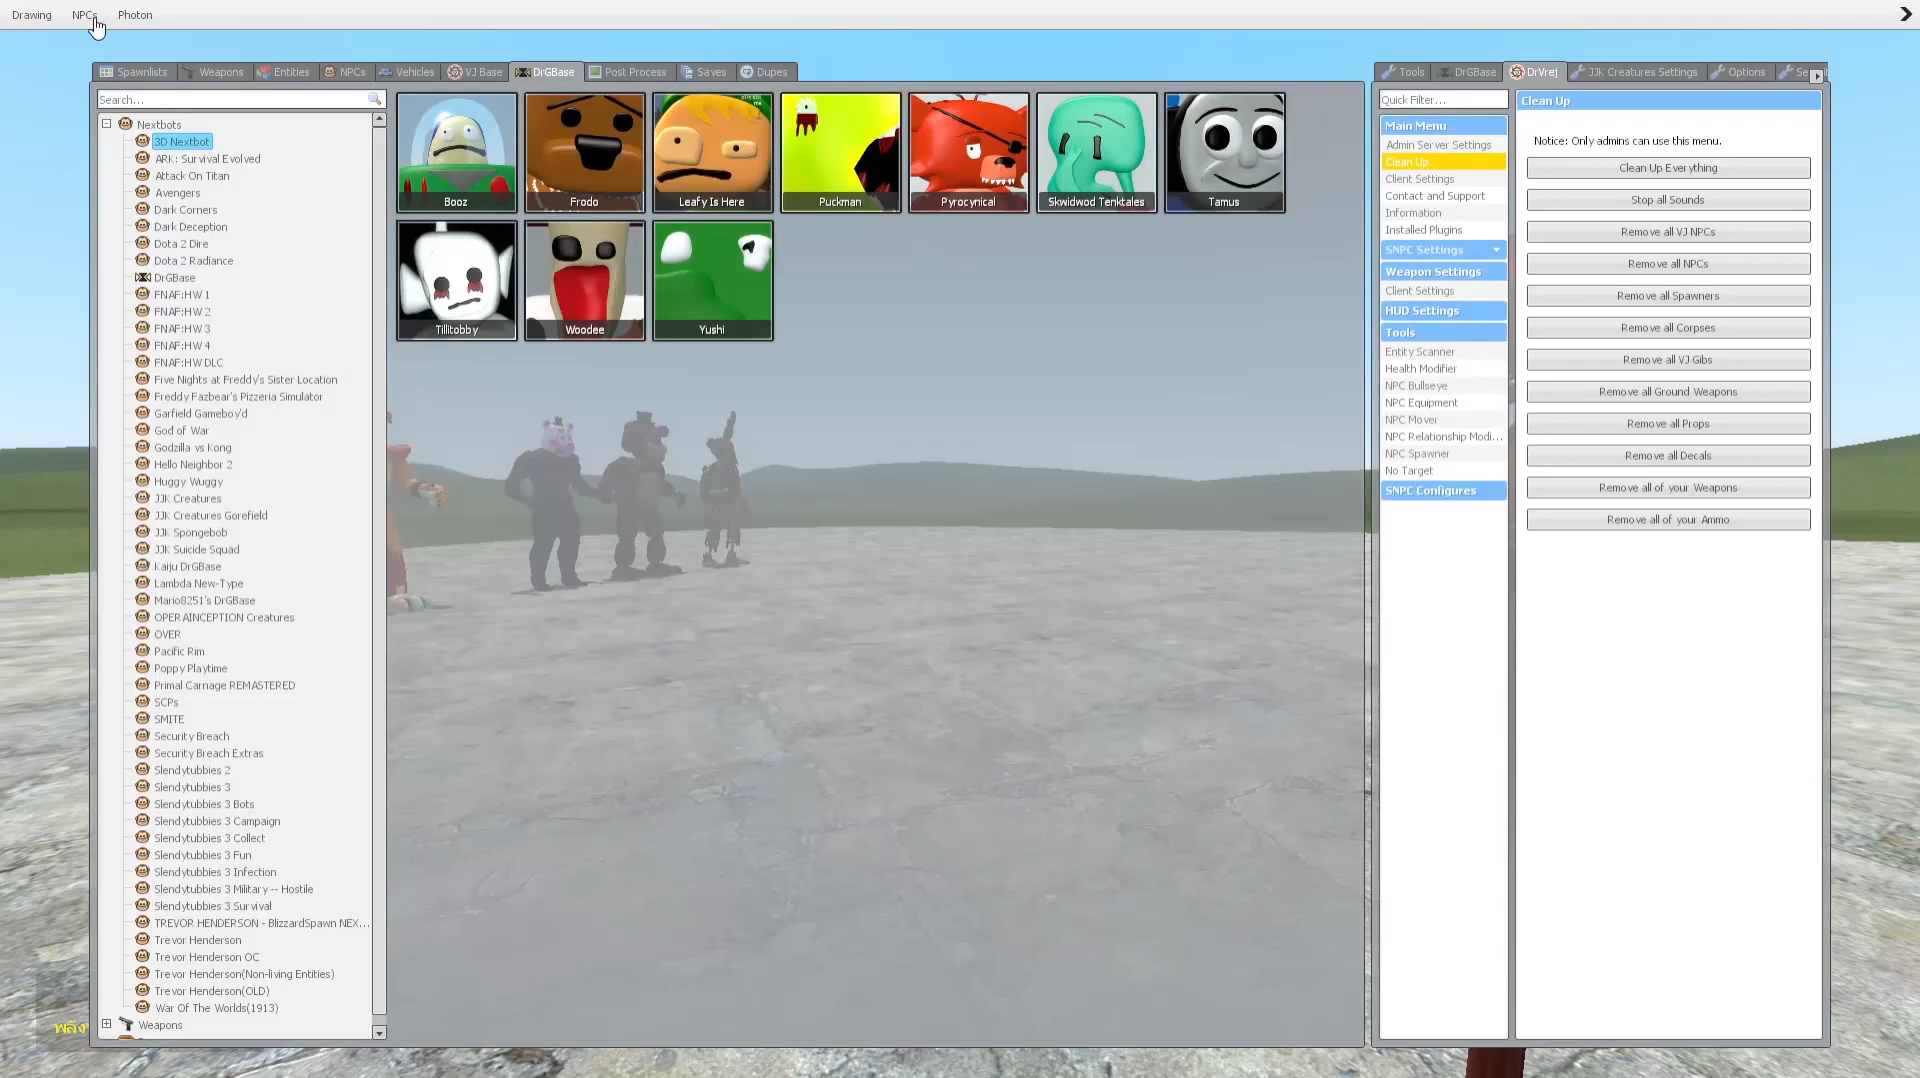 Drawing NPCs Photon
Spawnlists Weapons Entities NPCs Vehicles VJ Base DrGBase Post Process Saves Dupes
Search...
Nextbots
3D Nextbot
ARK: Survival Evolved
Attack On Titan
Avengers
Dark Corners
Dark Deception
Dota 2 Dire
Dota 2 Radiance
DrGBase
FNAF:HW 1
FNAF:HW 2
FNAF:HW 3
FNAF:HW 4
FNAF:HW DLC
Five Nights at Freddy's Sister Location
Freddy Fazbear's Pizzeria Simulator
Garfield Gameboy'd
God of War
Godzilla vs Kong
Hello Neighbor 2
Huggy Wuggy
JJK Creatures
JJK Creatures Gorefield
JJK Spongebob
JJK Suicide Squad
Kaiju DrGBase
Lambda New-Type
Mario8251's DrGBase
OPERAINCEPTION Creatures
OVER
Pacific Rim
Poppy Playtime
Primal Carnage REMASTERED
SCPs
SMITE
Security Breach
Security Breach Extras
Slendytubbies 2
Slendytubbies 3
Slendytubbies 3 Bots
Slendytubbies 3 Campaign
Slendytubbies 3 Collect
Slendytubbies 3 Fun
Slendytubbies 3 Infection
Slendytubbies 3 Military -- Hostile
Slendytubbies 3 Survival
TREVOR HENDERSON - BlizzardSpawn NEX...
Trevor Henderson
Trevor Henderson OC
Trevor Henderson(Non-living Entities)
Trevor Henderson(OLD)
War Of The Worlds(1913)
Weapons
Booz Frodo Leafy Is Here Puckman Pyrocynical Skwidwod Tenktales Tamus
Tillitobby Woodee Yushi
Tools DrGBase DrVrej JJK Creatures Settings Options
Quick Filter...
Main Menu
Admin Server Settings
Clean Up
Client Settings
Contact and Support
Information
Installed Plugins
SNPC Settings
Weapon Settings
Client Settings
HUD Settings
Tools
Entity Scanner
Health Modifier
NPC Bullseye
NPC Equipment
NPC Mover
NPC Relationship Modi...
NPC Spawner
No Target
SNPC Configures
Clean Up
Notice: Only admins can use this menu.
Clean Up Everything
Stop all Sounds
Remove all VJ NPCs
Remove all NPCs
Remove all Spawners
Remove all Corpses
Remove all VJ Gibs
Remove all Ground Weapons
Remove all Props
Remove all Decals
Remove all of your Weapons
Remove all of your Ammo